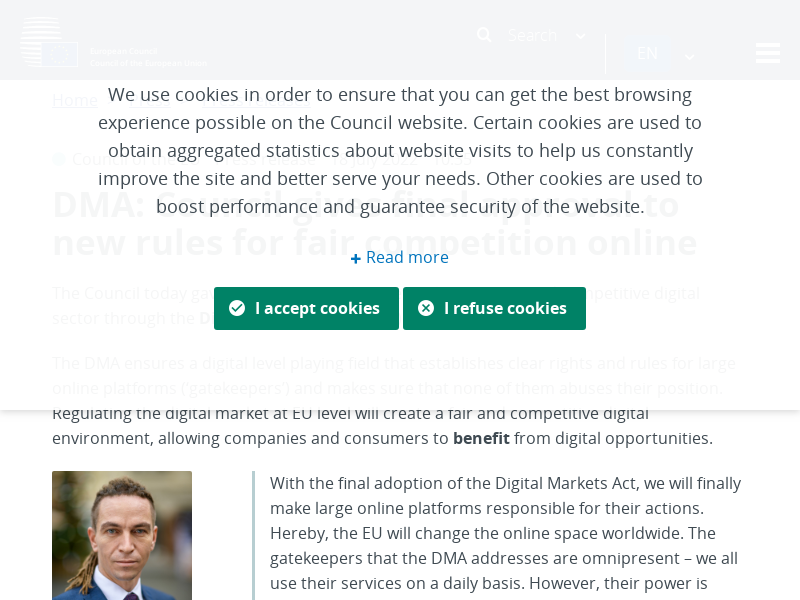 European Council
Council of the European Union
Search
EN
Home
We use cookies in order to ensure that you can get the best browsing
experience possible on the Council website. Certain cookies are used to
obtain aggregated statistics about website visits to help us constantly
improve the site and better serve your needs. Other cookies are used to
boost performance and guarantee security of the website.
DMA: Council gives final approval to
new rules for fair competition online
Read more
I accept cookies
I refuse cookies
The Council today
competitive digital
sector through the
The DMA ensures a digital level playing field that establishes clear rights and rules for large
online platforms ('gatekeepers') and makes sure that none of them abuses their position.
Regulating the digital market at EU level will create a fair and competitive digital
environment, allowing companies and consumers to benefit from digital opportunities.
With the final adoption of the Digital Markets Act, we will finally
make large online platforms responsible for their actions.
Hereby, the EU will change the online space worldwide. The
gatekeepers that the DMA addresses are omnipresent – we all
use their services on a daily basis. However, their power is